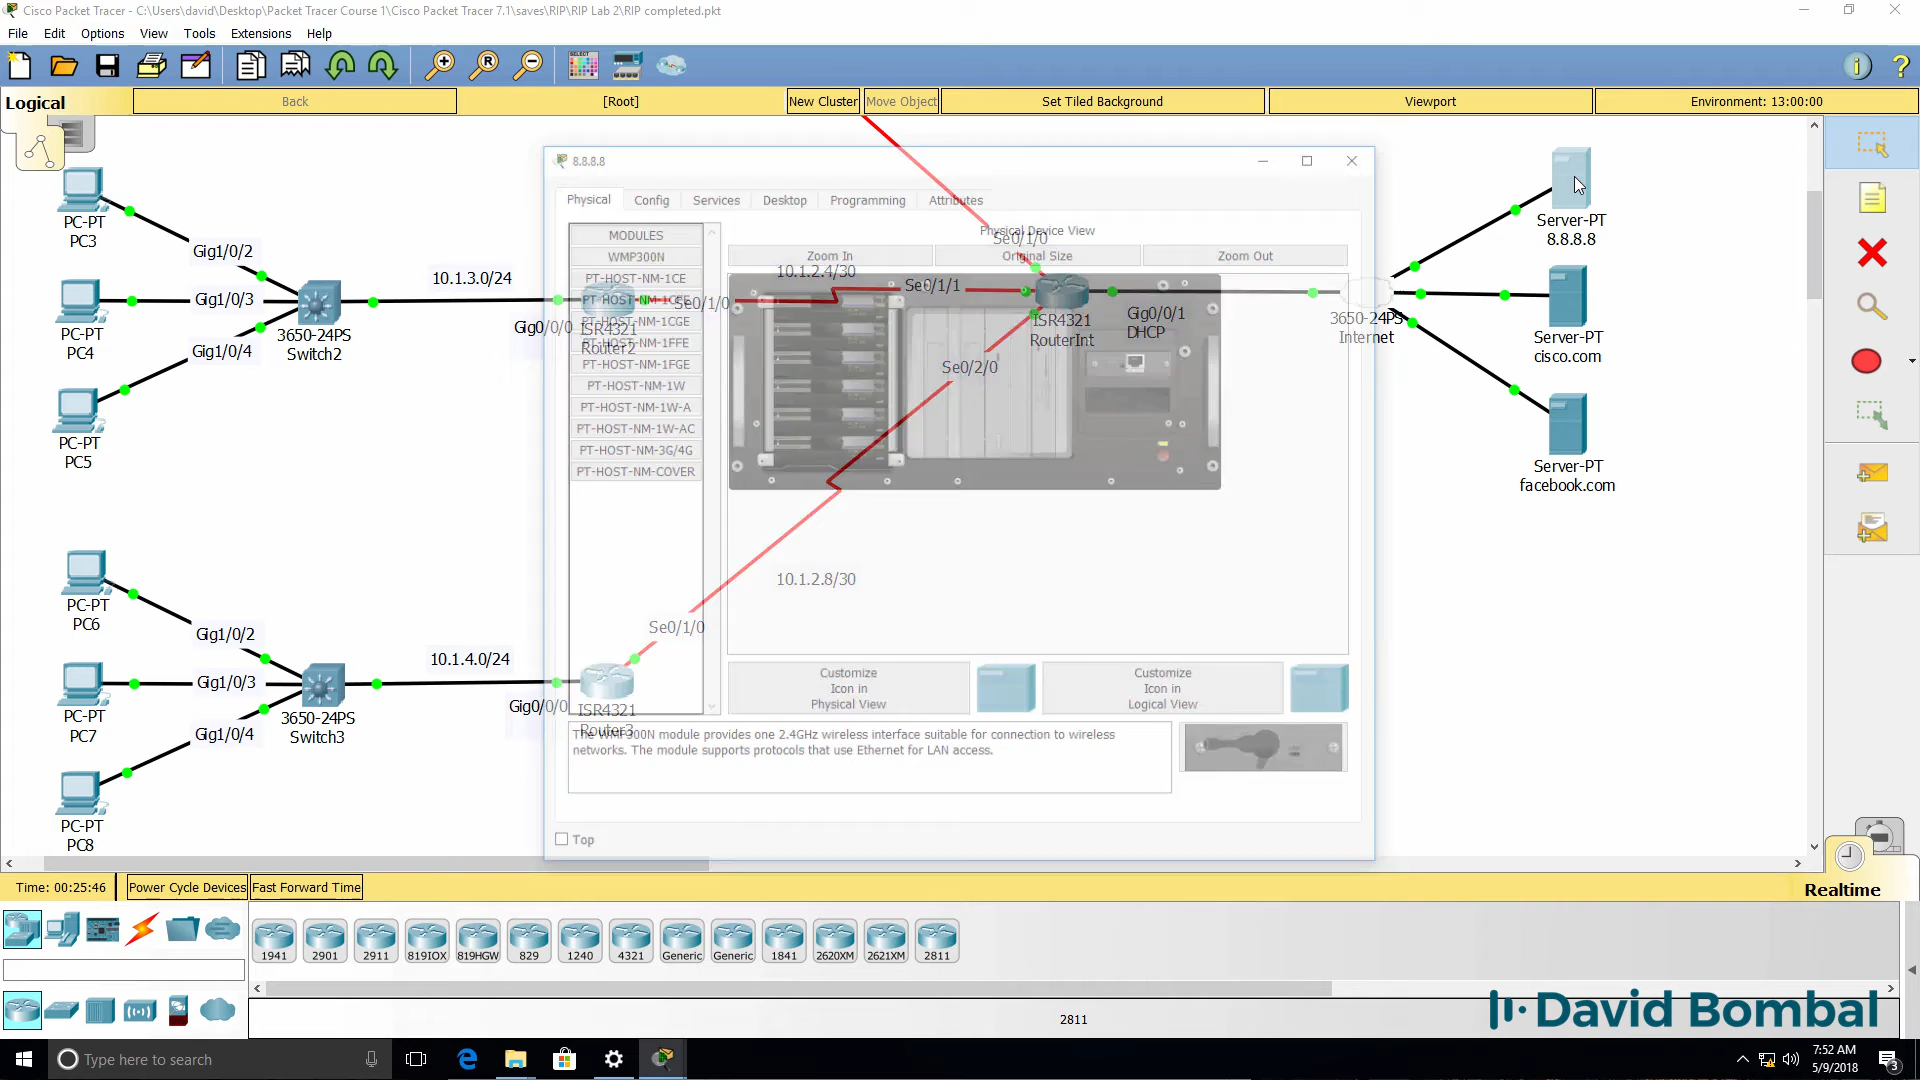 Cisco Packet Tracer - C:\Users\david\Desktop\Packet Tracer Course 1\Cisco Packet Tracer 7.1\saves\RIP\RIP Lab 2\RIP completed.pkt
File Edit Options View Tools Extensions Help
Logical
Back
[Root]
New Cluster
Move Object
Set Tiled Background
Viewport
Environment: 13:00:00
PC-PT
PC3
PC-PT
PC4
PC-PT
PC5
Gig1/0/2
Gig1/0/3
Gig1/0/4
3650-24PS
Switch2
10.1.3.0/24
Gig0/0/0
ISR4321
Router2
Se0/1/0
10.1.2.4/30
Se0/1/1
Se0/1/0
ISR4321
RouterInt
Gig0/0/1
DHCP
Se0/2/0
3650-24PS
Internet
Server-PT
8.8.8.8
Server-PT
cisco.com
Server-PT
facebook.com
PC-PT
PC6
PC-PT
PC7
PC-PT
PC8
Gig1/0/2
Gig1/0/3
Gig1/0/4
3650-24PS
Switch3
10.1.4.0/24
Gig0/0/0
ISR4321
Router3
Se0/1/0
10.1.2.8/30
8.8.8.8
Physical Config Services Desktop Programming Attributes
MODULES
WMP300N
PT-HOST-NM-1CE
PT-HOST-NM-1CFE
PT-HOST-NM-1CGE
PT-HOST-NM-1FFE
PT-HOST-NM-1FGE
PT-HOST-NM-1W
PT-HOST-NM-1W-A
PT-HOST-NM-1W-AC
PT-HOST-NM-3G/4G
PT-HOST-NM-COVER
Physical Device View
Zoom In
Original Size
Zoom Out
Customize
Icon in
Physical View
Customize
Icon in
Logical View
The WMP300N module provides one 2.4GHz wireless interface suitable for connection to wireless
networks. The module supports protocols that use Ethernet for LAN access.
Top
Time: 00:25:46
Power Cycle Devices
Fast Forward Time
Realtime
1941
2901
2911
819IOX
819HGW
829
1240
4321
Generic
Generic
1841
2620XM
2621XM
2811
2811
David Bombal
Type here to search
7:52 AM
5/9/2018
3